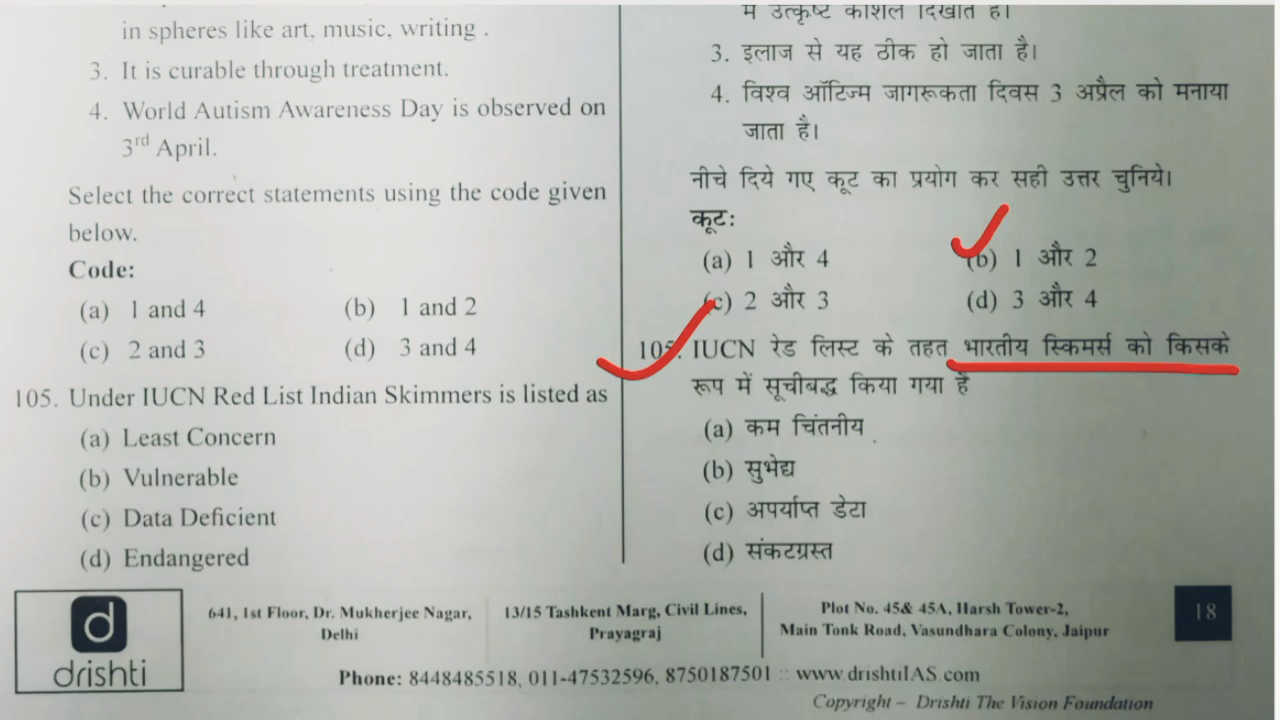 in spheres like art, music, writing .
3. It is curable through treatment.
4. World Autism Awareness Day is observed on
3rd April.
Select the correct statements using the code given
below.
Code:
(a) 1 and 4 (b) 1 and 2
(c) 2 and 3 (d) 3 and 4
105. Under IUCN Red List Indian Skimmers is listed as
(a) Least Concern
(b) Vulnerable
(c) Data Deficient
(d) Endangered
में उत्कृष्ट कौशल दिखाते हैं।
3. इलाज से यह ठीक हो जाता है।
4. विश्व ऑटिज्म जागरूकता दिवस 3 अप्रैल को मनाया
जाता है।
नीचे दिये गए कूट का प्रयोग कर सही उत्तर चुनिये।
कूट:
(a) 1 और 4 (b) 1 और 2
(c) 2 और 3 (d) 3 और 4
105. IUCN रेड लिस्ट के तहत भारतीय स्किमर्स को किसके
रूप में सूचीबद्ध किया गया है
(a) कम चिंतनीय
(b) सुभेद्य
(c) अपर्याप्त डेटा
(d) संकटग्रस्त
d
drishti
641, 1st Floor, Dr. Mukherjee Nagar,
Delhi
13/15 Tashkent Marg, Civil Lines,
Prayagraj
Plot No. 45& 45A, Harsh Tower-2,
Main Tonk Road, Vasundhara Colony, Jaipur
18
Phone: 8448485518, 011-47532596, 8750187501 :: www.drishtiIAS.com
Copyright – Drishti The Vision Foundation